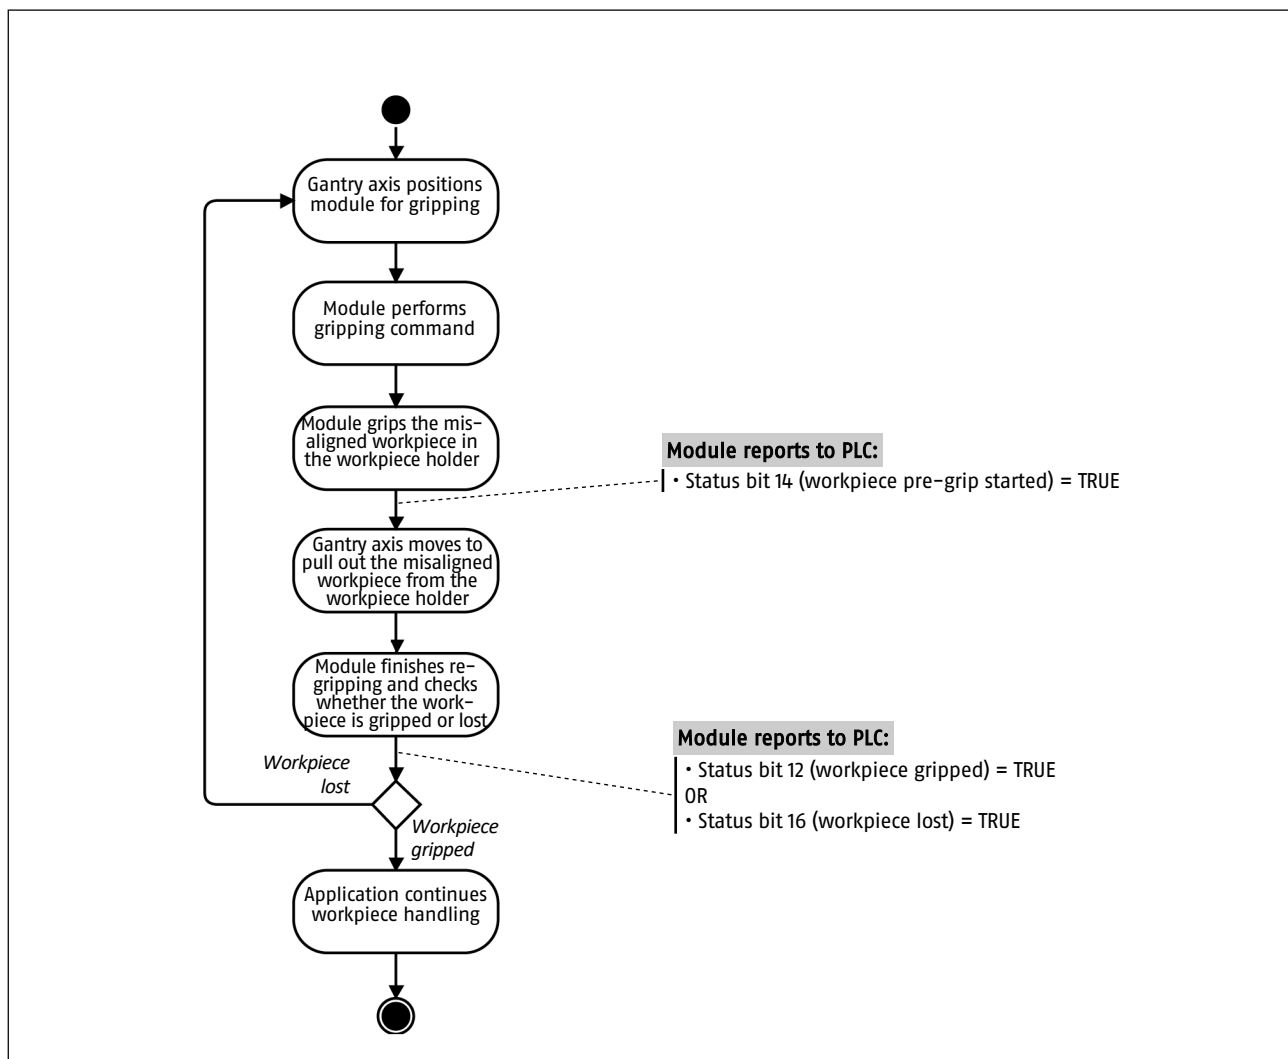 Gantry axis positions
module for gripping
Module performs
gripping command
Module grips the mis-
aligned workpiece in
the workpiece holder
Module reports to PLC:
• Status bit 14 (workpiece pre-grip started) = TRUE
Gantry axis moves to
pull out the misaligned
workpiece from the
workpiece holder
Module finishes re-
gripping and checks
whether the work-
piece is gripped or lost
Module reports to PLC:
• Status bit 12 (workpiece gripped) = TRUE
OR
• Status bit 16 (workpiece lost) = TRUE
Workpiece
lost
Workpiece
gripped
Application continues
workpiece handling